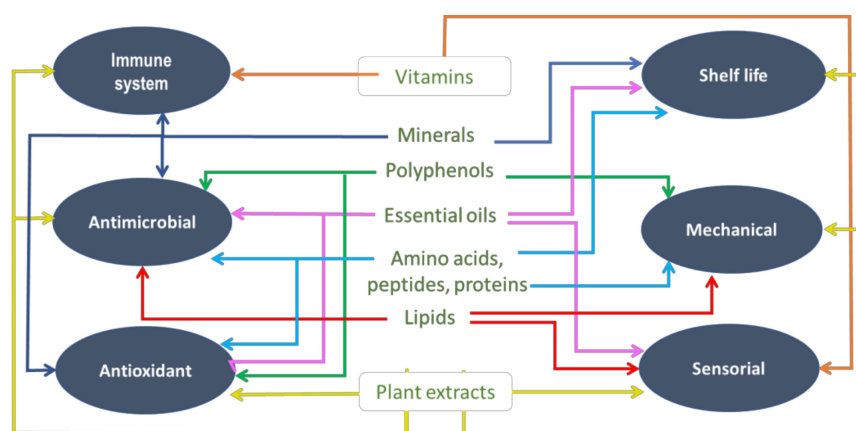 Immune
system
Vitamins
Shelf life
Minerals
Polyphenols
Antimicrobial
Essential oils
Mechanical
Amino acids,
peptides, proteins
Lipids
Antioxidant
Plant extracts
Sensorial